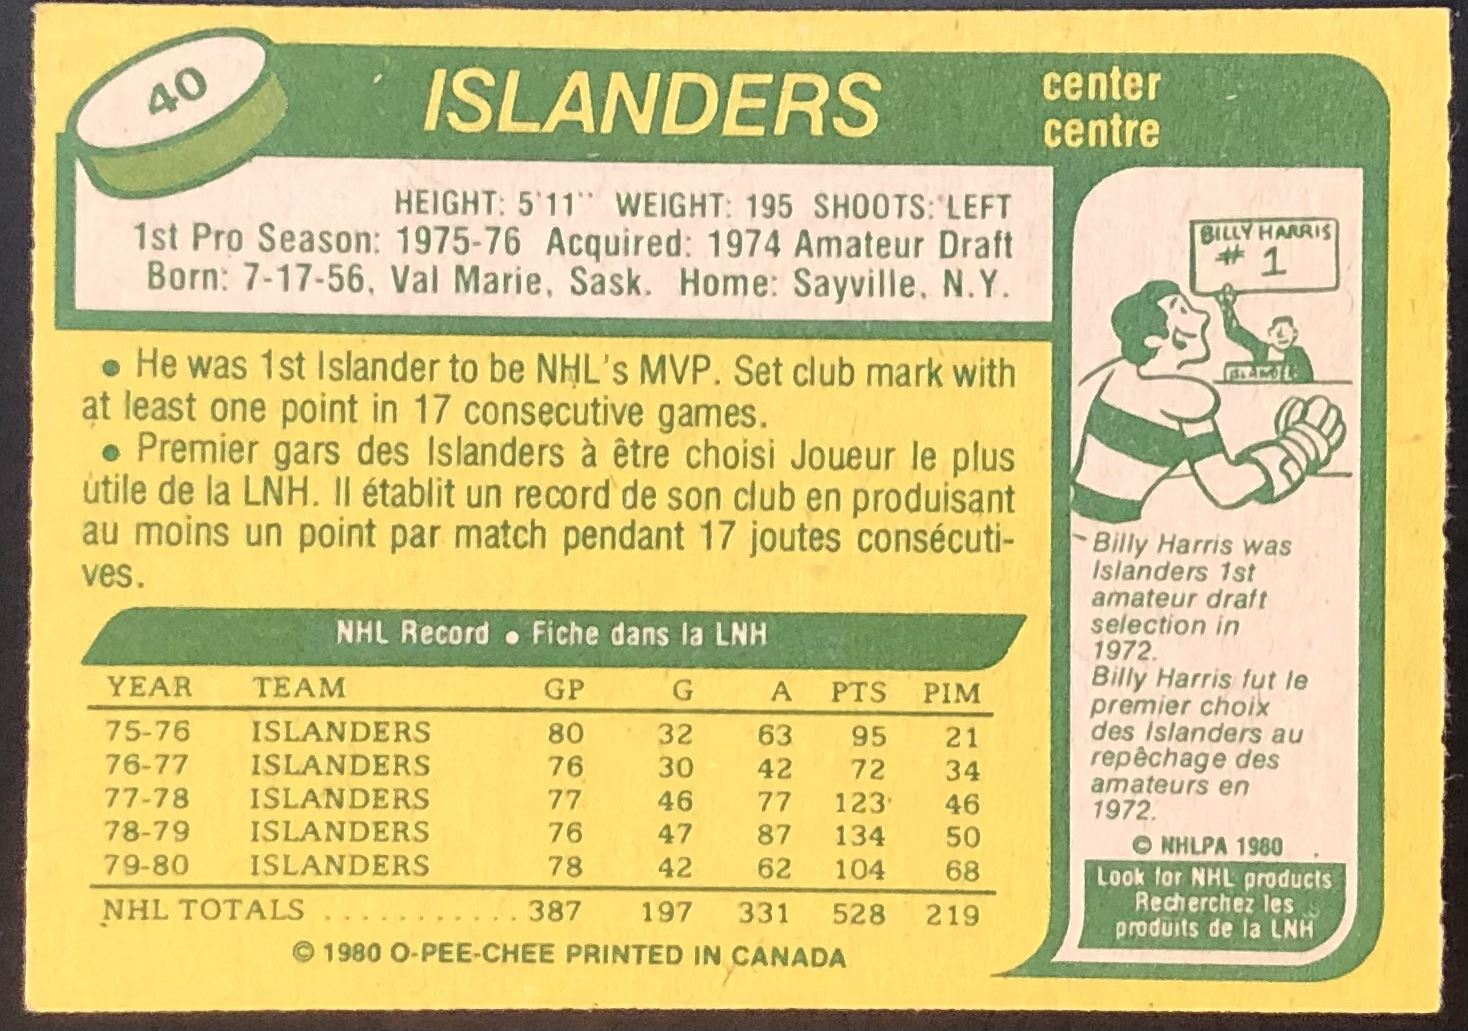 40
ISLANDERS
center
centre
HEIGHT: 5'11" WEIGHT: 195 SHOOTS: LEFT
1st Pro Season: 1975-76 Acquired: 1974 Amateur Draft
Born: 7-17-56, Val Marie, Sask. Home: Sayville, N.Y.
• He was 1st Islander to be NHL's MVP. Set club mark with
at least one point in 17 consecutive games.
• Premier gars des Islanders à être choisi Joueur le plus
utile de la LNH. Il établit un record de son club en produisant
au moins un point par match pendant 17 joutes consécuti-
ves.
NHL Record • Fiche dans la LNH
YEAR TEAM GP G A PTS PIM
75-76 ISLANDERS 80 32 63 95 21
76-77 ISLANDERS 76 30 42 72 34
77-78 ISLANDERS 77 46 77 123 46
78-79 ISLANDERS 76 47 87 134 50
79-80 ISLANDERS 78 42 62 104 68
NHL TOTALS ........... 387 197 331 528 219
© 1980 O-PEE-CHEE PRINTED IN CANADA
BILLY HARRIS
# 1
Billy Harris was
Islanders 1st
amateur draft
selection in
1972.
Billy Harris fut le
premier choix
des Islanders au
repêchage des
amateurs en
1972.
© NHLPA 1980
Look for NHL products
Recherchez les
produits de la LNH